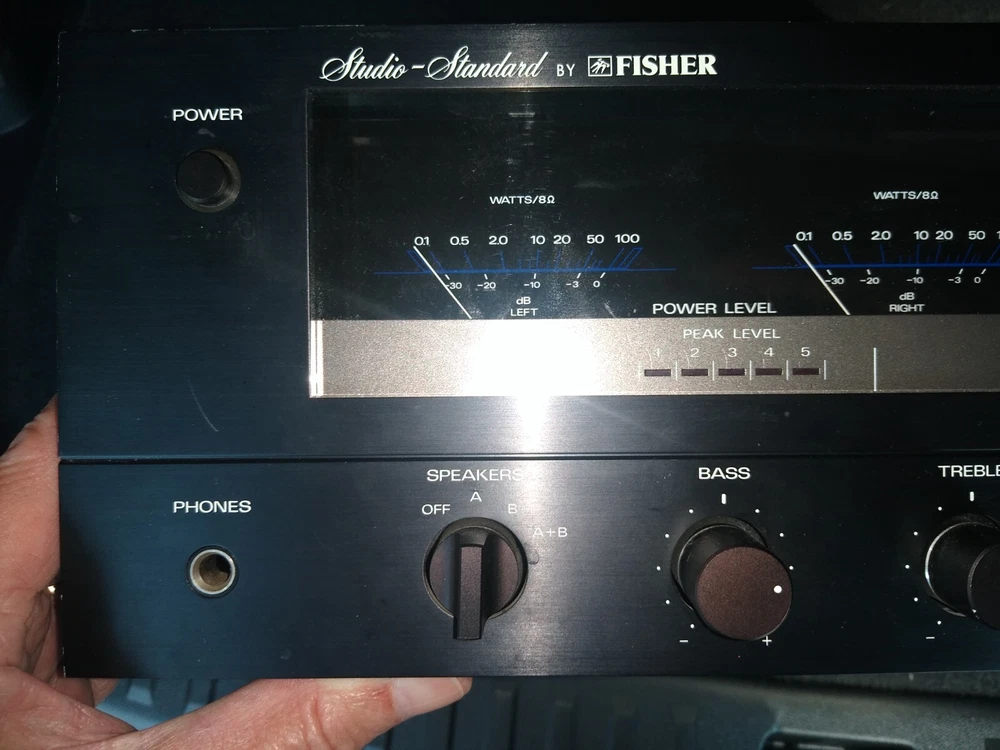 Studio-Standard BY FISHER
POWER
WATTS/8Ω
0.1 0.5 2.0 10 20 50 100
-30 -20 -10 -3 0
dB
LEFT
WATTS/8Ω
0.1 0.5 2.0 10 20 50
-30 -20 -10 -3 0
dB
RIGHT
POWER LEVEL
PEAK LEVEL
1 2 3 4 5
PHONES
SPEAKERS
OFF A B A+B
BASS
- +
TREBLE
-